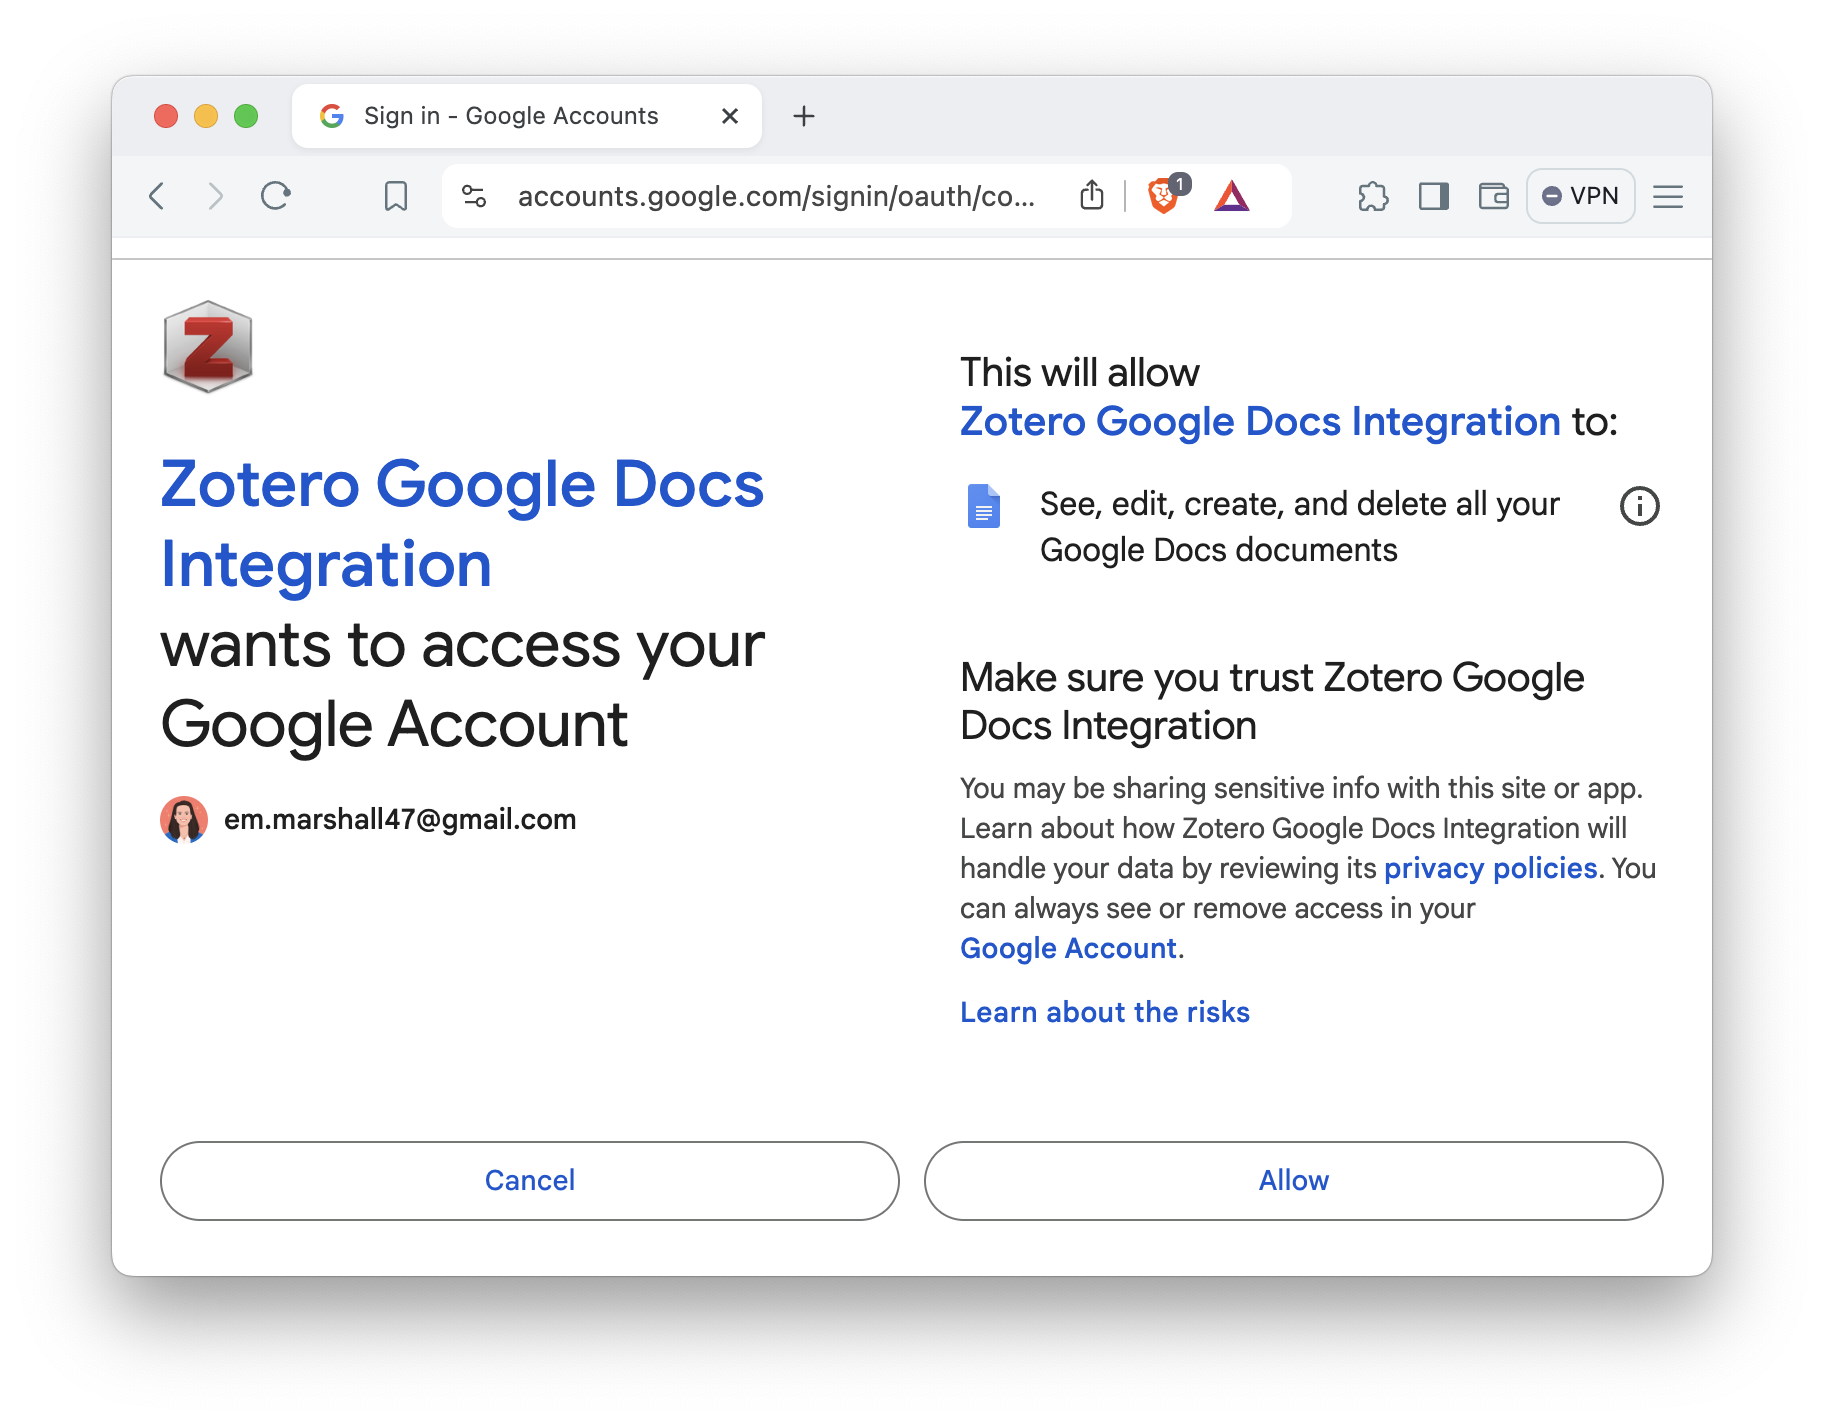 Sign in - Google Accounts
accounts.google.com/signin/oauth/co...
1
VPN
Z
Zotero Google Docs
Integration
wants to access your
Google Account
em.marshall47@gmail.com
This will allow
Zotero Google Docs Integration to:
See, edit, create, and delete all your
Google Docs documents
Make sure you trust Zotero Google
Docs Integration
You may be sharing sensitive info with this site or app.
Learn about how Zotero Google Docs Integration will
handle your data by reviewing its privacy policies. You
can always see or remove access in your
Google Account.
Learn about the risks
Cancel
Allow